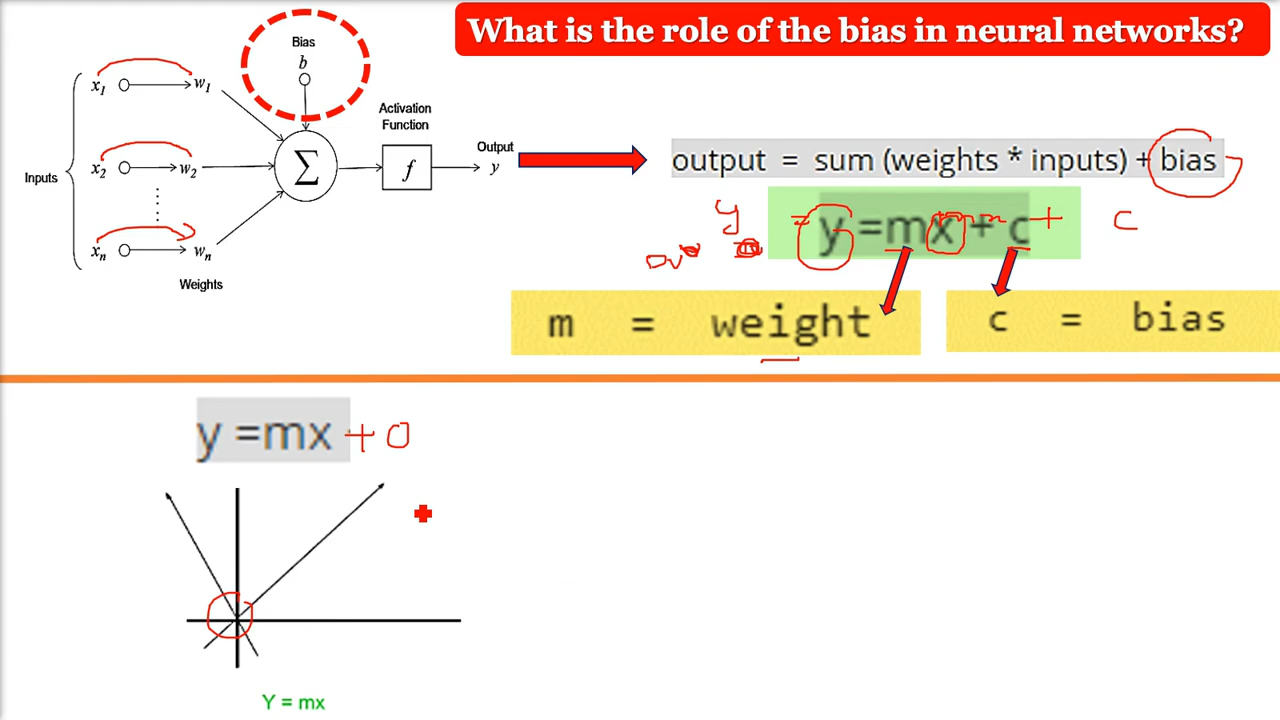 What is the role of the bias in neural networks?
Bias
b
x1 w1
Activation
Function
x2 w2
Inputs
Σ
f
Output
y
xn wn
Weights
output = sum (weights * inputs) + bias
y = + c
y =mx + c
m = weight
c = bias
y =mx + 0
Y = mx